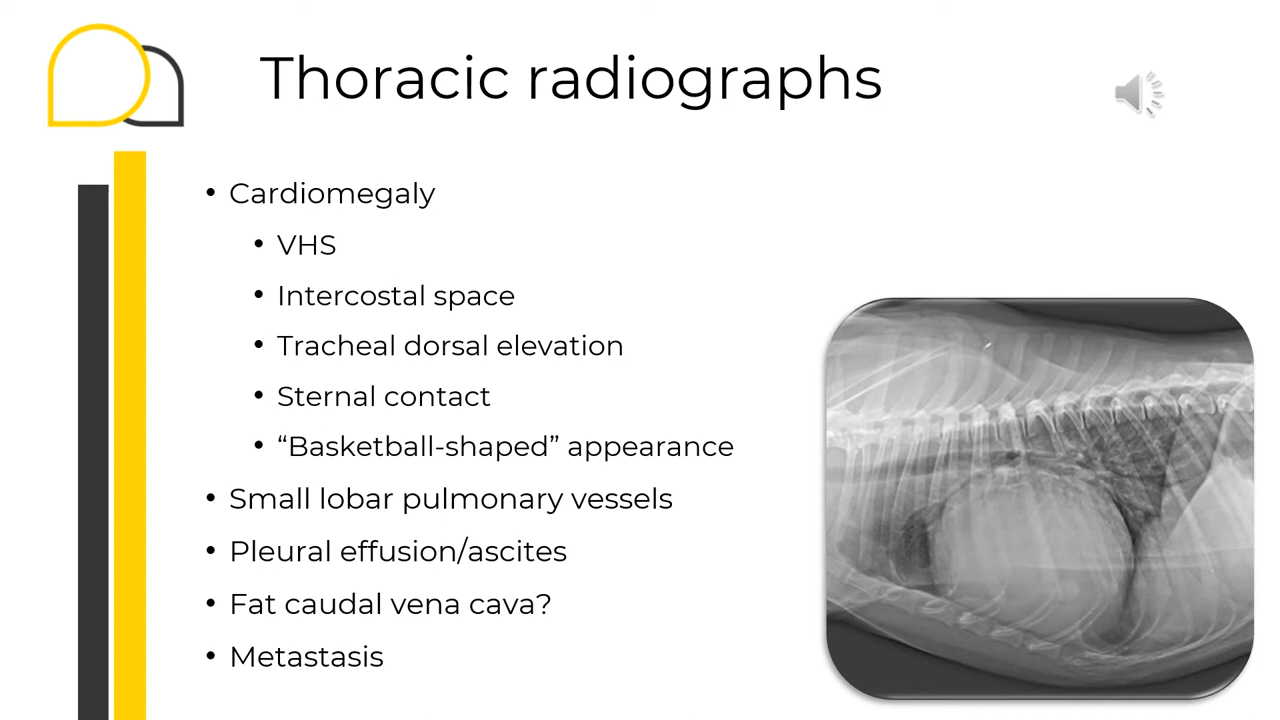 Thoracic radiographs
• Cardiomegaly
• VHS
• Intercostal space
• Tracheal dorsal elevation
• Sternal contact
• “Basketball-shaped” appearance
• Small lobar pulmonary vessels
• Pleural effusion/ascites
• Fat caudal vena cava?
• Metastasis